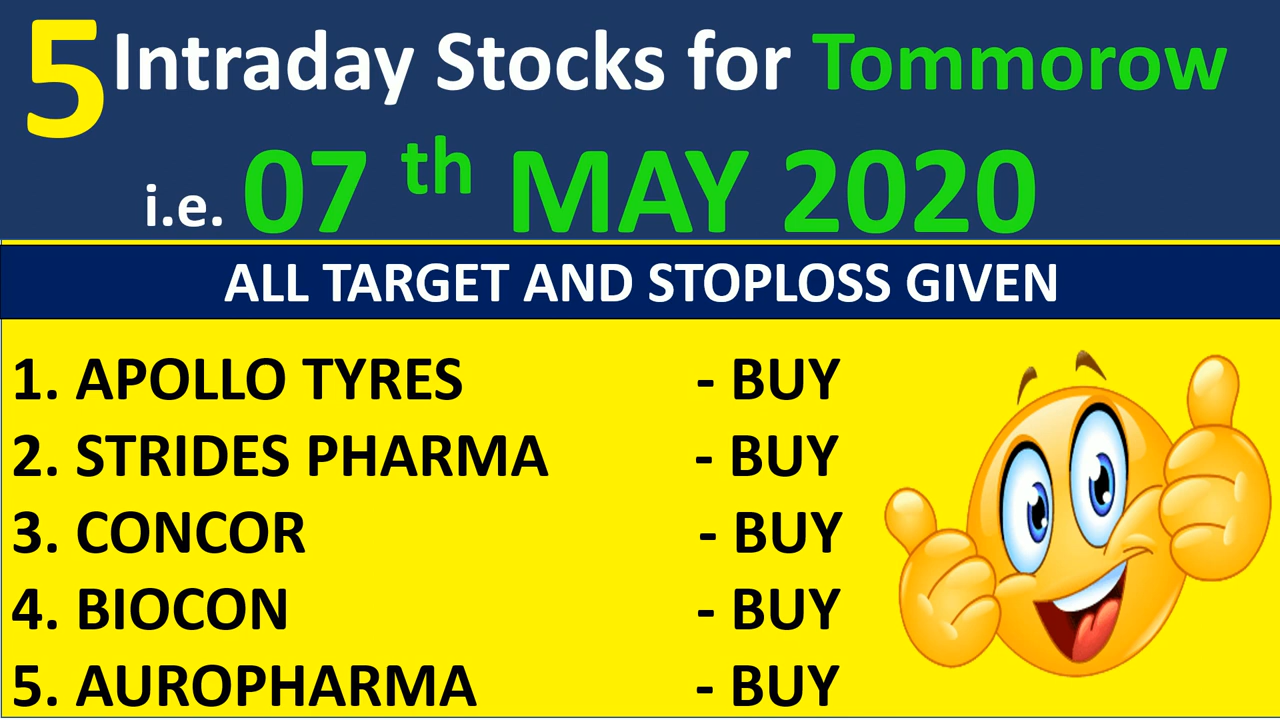 5 Intraday Stocks for Tommorow
i.e. 07 th MAY 2020
ALL TARGET AND STOPLOSS GIVEN
1. APOLLO TYRES - BUY
2. STRIDES PHARMA - BUY
3. CONCOR - BUY
4. BIOCON - BUY
5. AUROPHARMA - BUY